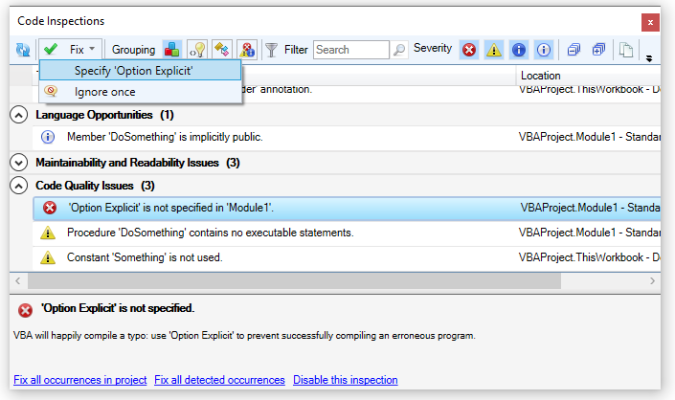 Code Inspections
x
Fix Grouping Filter Search Severity
Specify 'Option Explicit'
Ignore once
Location
annotation. VBAProject.ThisWorkbook - D
Language Opportunities (1)
Member 'DoSomething' is implicitly public. VBAProject.Module1 - Standar
Maintainability and Readability Issues (3)
Code Quality Issues (3)
'Option Explicit' is not specified in 'Module1'. VBAProject.Module1 - Standa
Procedure 'DoSomething' contains no executable statements. VBAProject.Module1 - Standar
Constant 'Something' is not used. VBAProject.ThisWorkbook - D
'Option Explicit' is not specified.
VBA will happily compile a typo: use 'Option Explicit' to prevent successfully compiling an erroneous program.
Fix all occurrences in project Fix all detected occurrences Disable this inspection